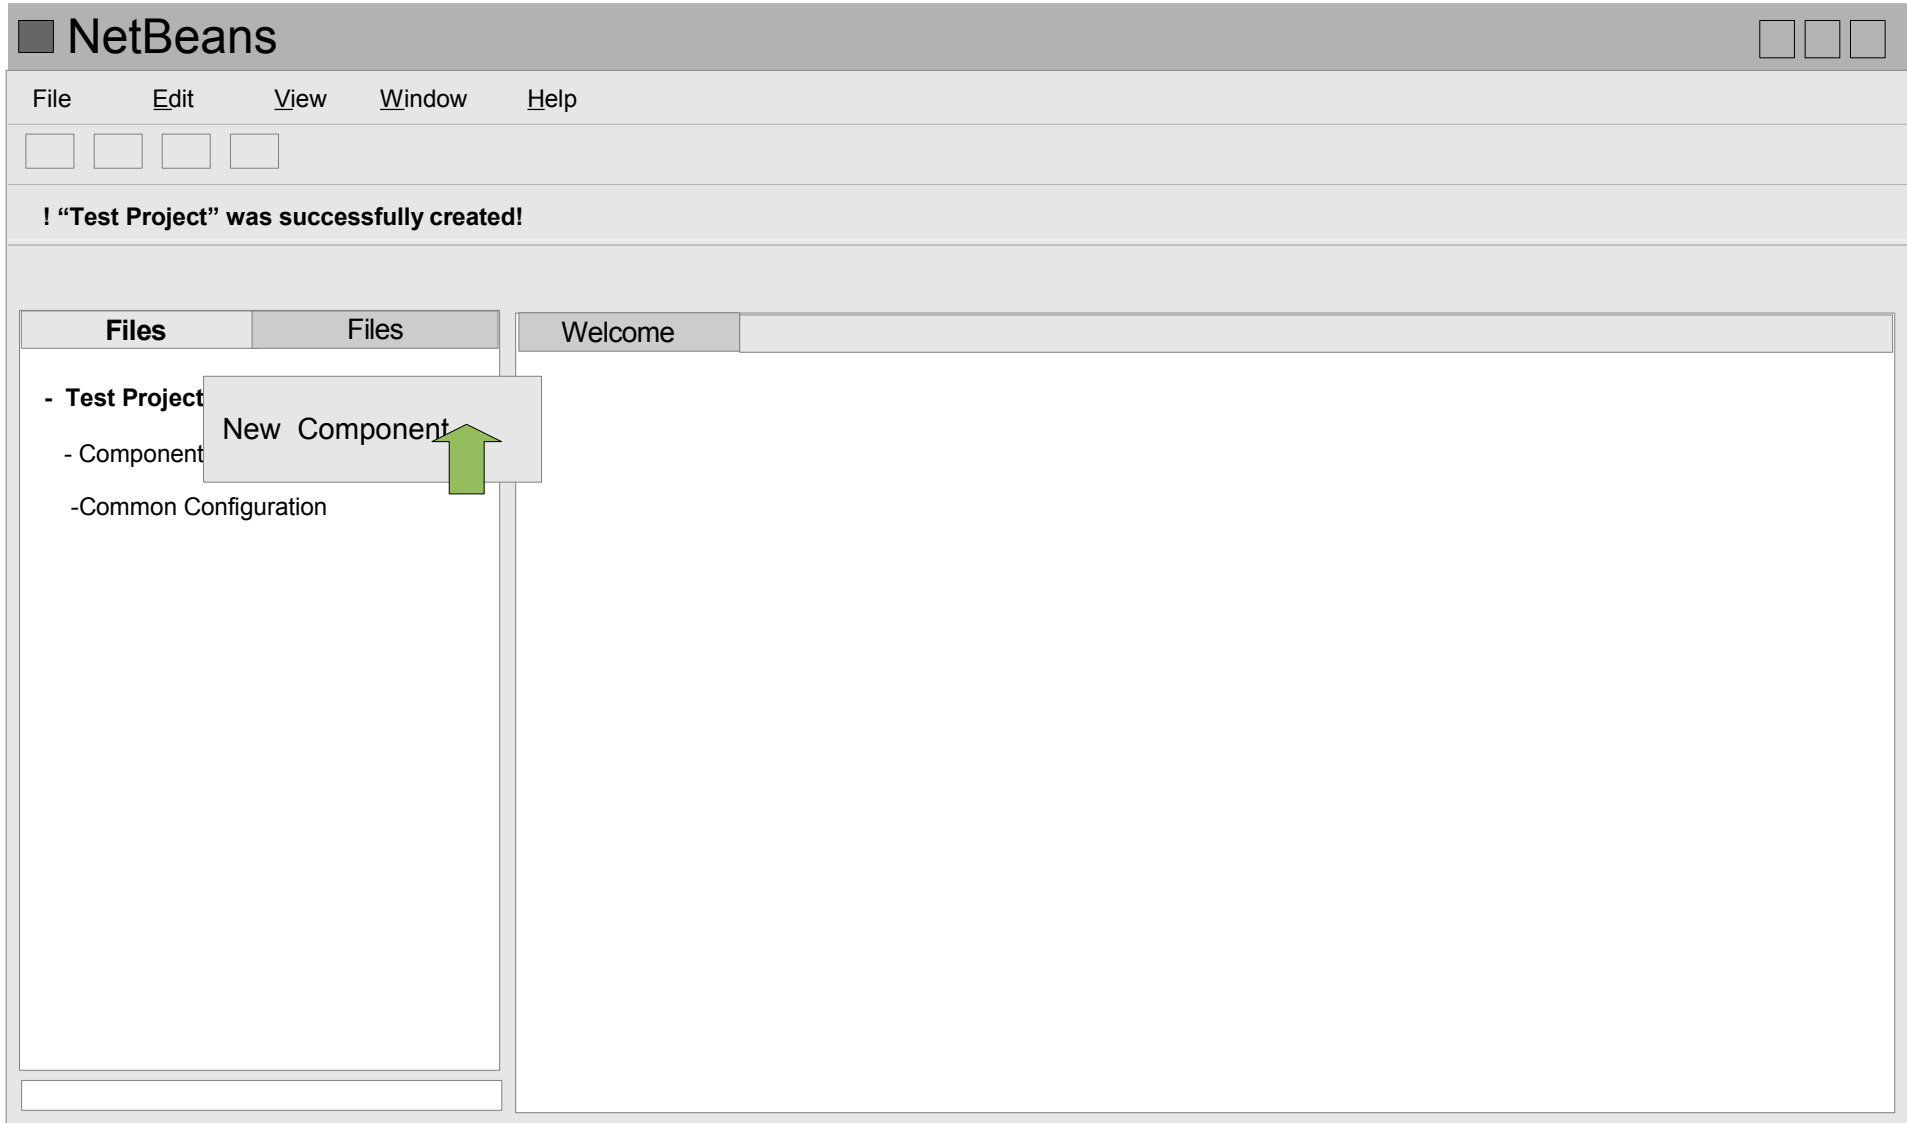 NetBeans
File Edit View Window Help
! “Test Project” was successfully created!
Files Files Welcome
- Test Project
New Component
- Component
-Common Configuration